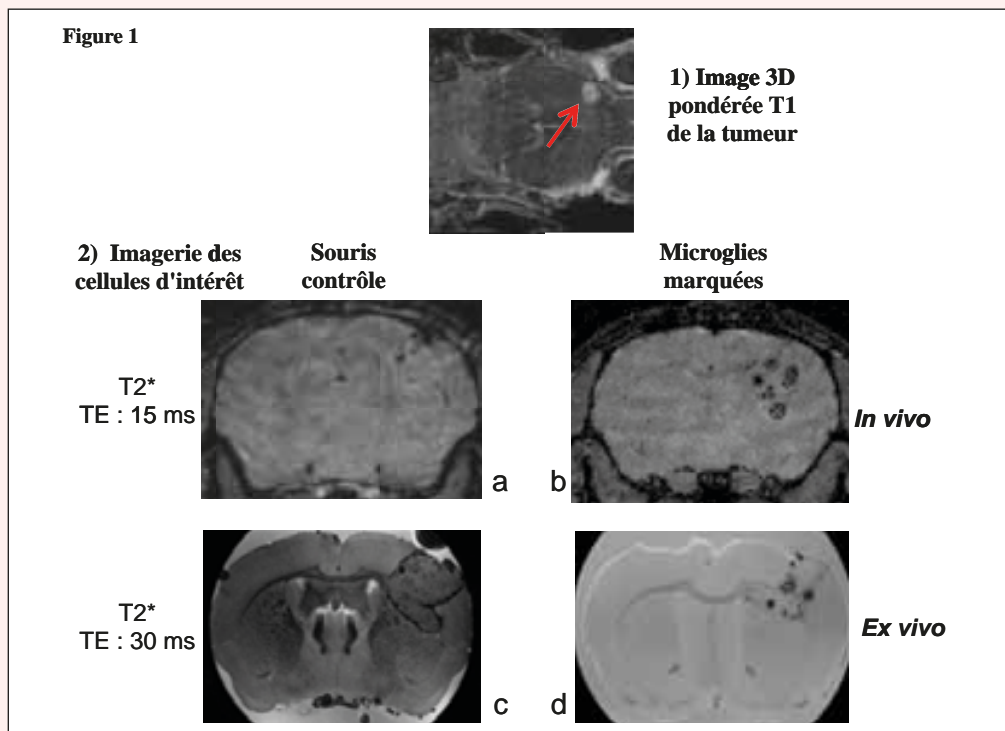 Figure 1
1) Image 3D
pondérée T1
de la tumeur
2) Imagerie des
cellules d'intérêt
Souris
contrôle
Microglies
marquées
T2*
TE : 15 ms
a
b
In vivo
T2*
TE : 30 ms
c
d
Ex vivo